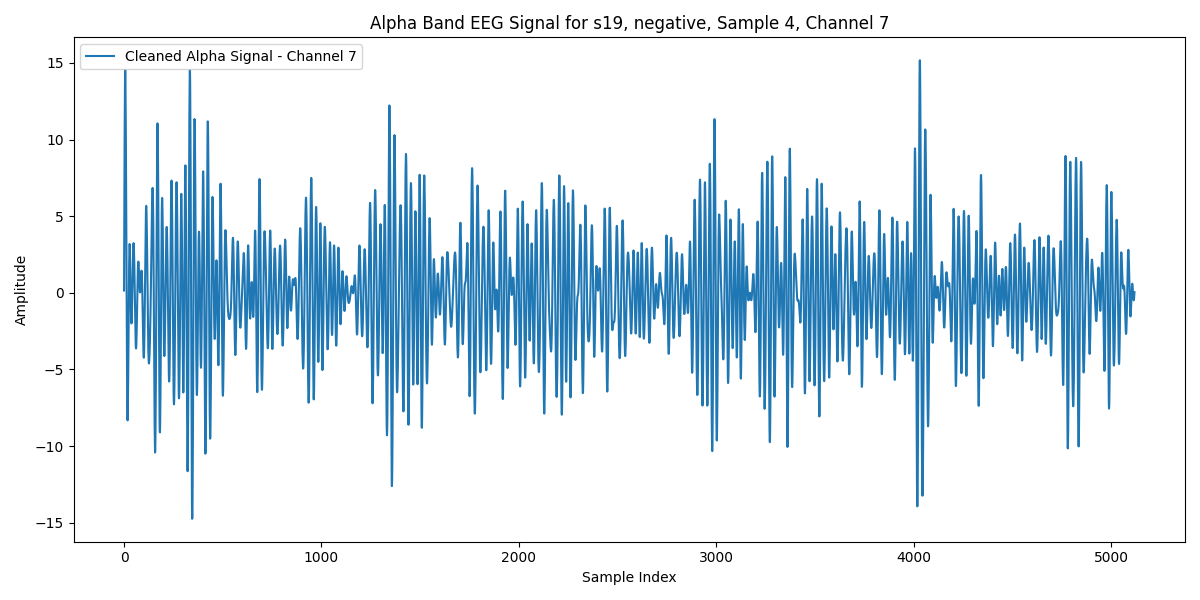 Alpha Band EEG Signal for s19, negative, Sample 4, Channel 7
Cleaned Alpha Signal - Channel 7
Amplitude
15
10
5
0
−5
−10
−15
0 1000 2000 3000 4000 5000
Sample Index